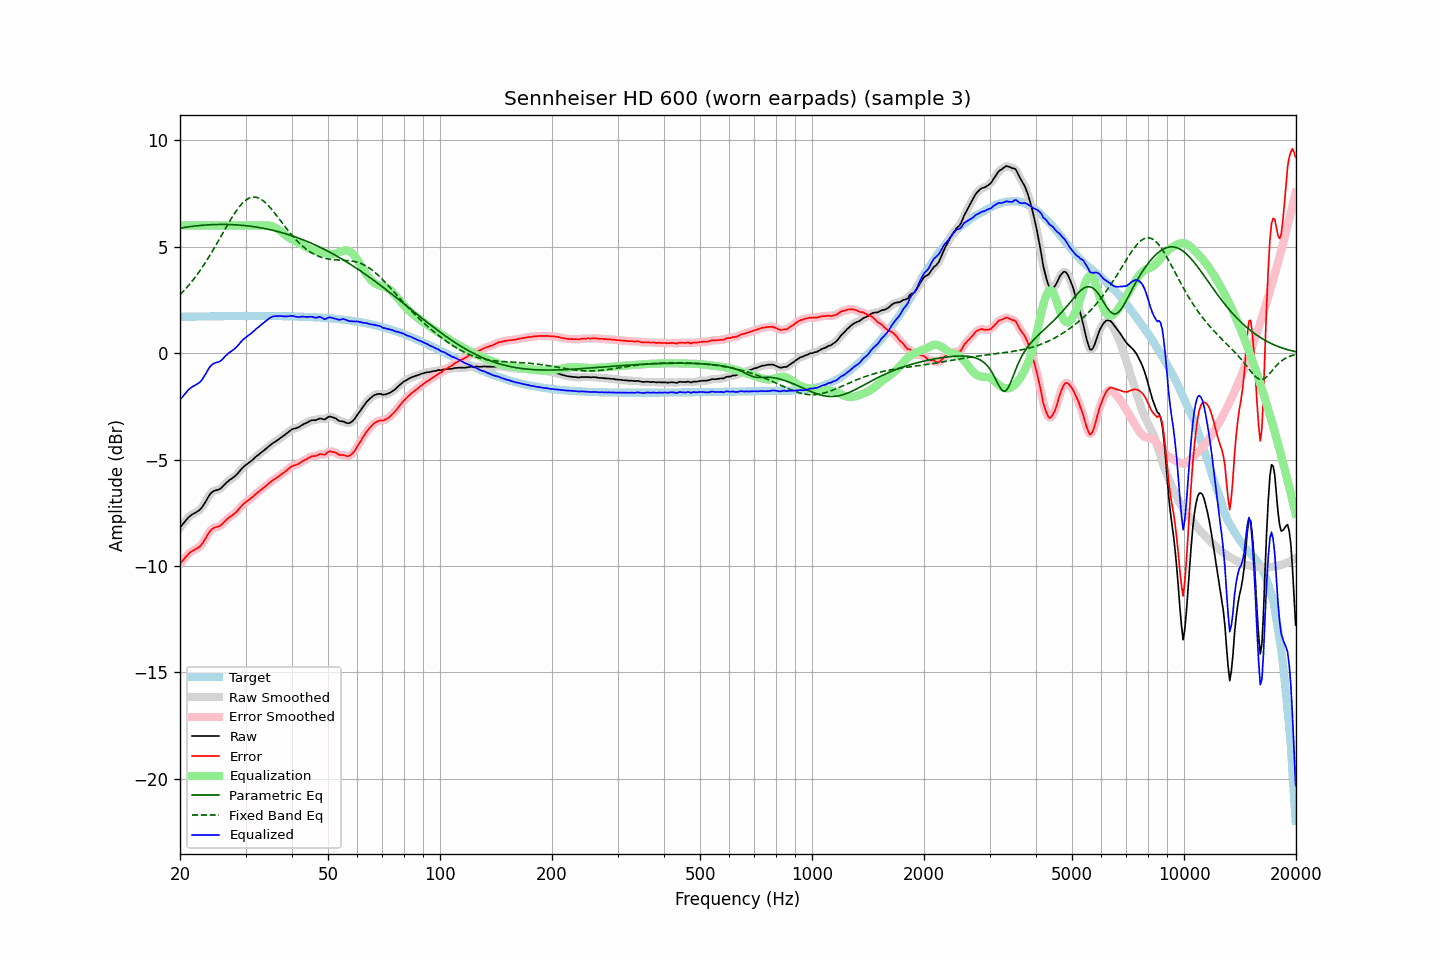 Sennheiser HD 600 (worn earpads) (sample 3)
10
5
0
−5
−10
−15
−20
Amplitude (dBr)
Target
Raw Smoothed
Error Smoothed
Raw
Error
Equalization
Parametric Eq
Fixed Band Eq
Equalized
20 50 100 200 500 1000 2000 5000 10000 20000
Frequency (Hz)